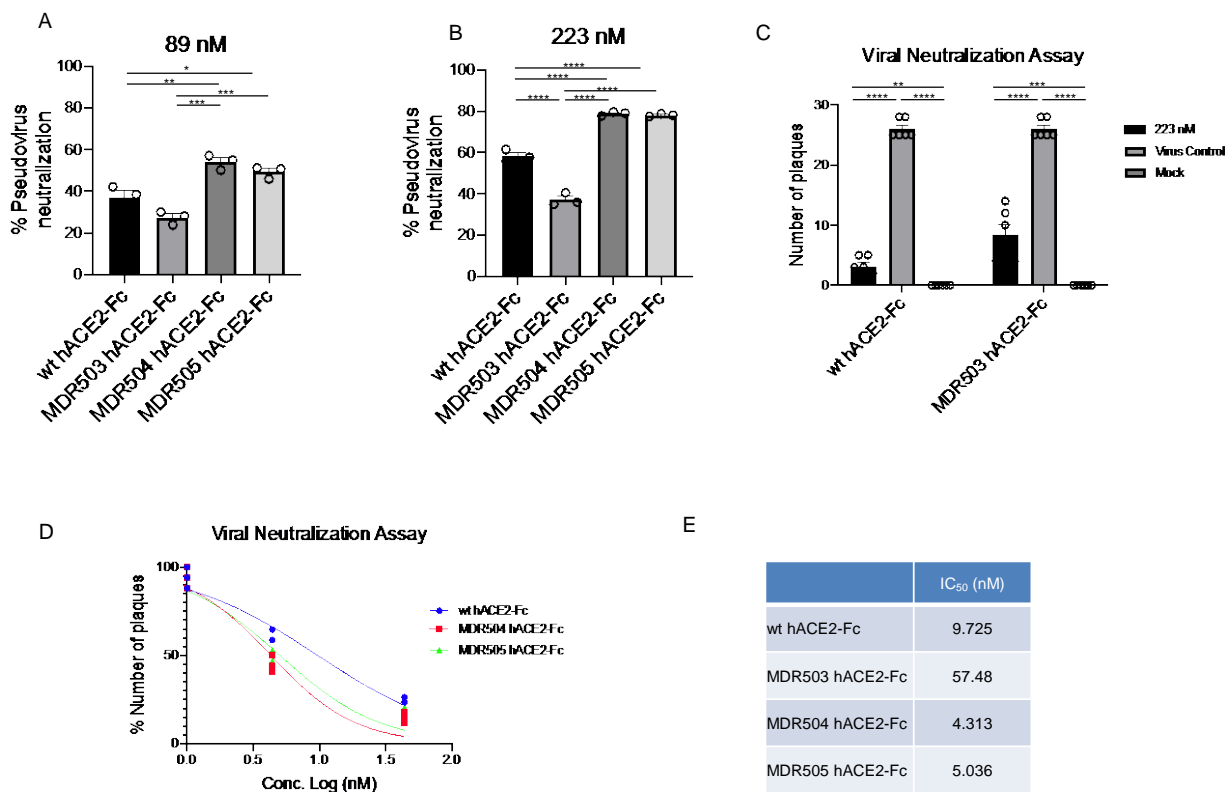 A
89 nM
% Pseudovirus
neutralization
100
80
60
40
20
0
*
**
***
***
wt hACE2-Fc
MDR503 hACE2-Fc
MDR504 hACE2-Fc
MDR505 hACE2-Fc
B
223 nM
% Pseudovirus
neutralization
100
80
60
40
20
0
****
****
****
**** ****
wt hACE2-Fc
MDR503 hACE2-Fc
MDR504 hACE2-Fc
MDR505 hACE2-Fc
C
Viral Neutralization Assay
Number of plaques
30
20
10
0
** ***
**** **** **** ****
223 nM
Virus Control
Mock
wt hACE2-Fc
MDR503 hACE2-Fc
D
Viral Neutralization Assay
% Number of plaques
100
50
0
0.0 0.5 1.0 1.5 2.0
Conc. Log (nM)
wt hACE2-Fc
MDR504 hACE2-Fc
MDR505 hACE2-Fc
E
IC₅₀ (nM)
wt hACE2-Fc 9.725
MDR503 hACE2-Fc 57.48
MDR504 hACE2-Fc 4.313
MDR505 hACE2-Fc 5.036